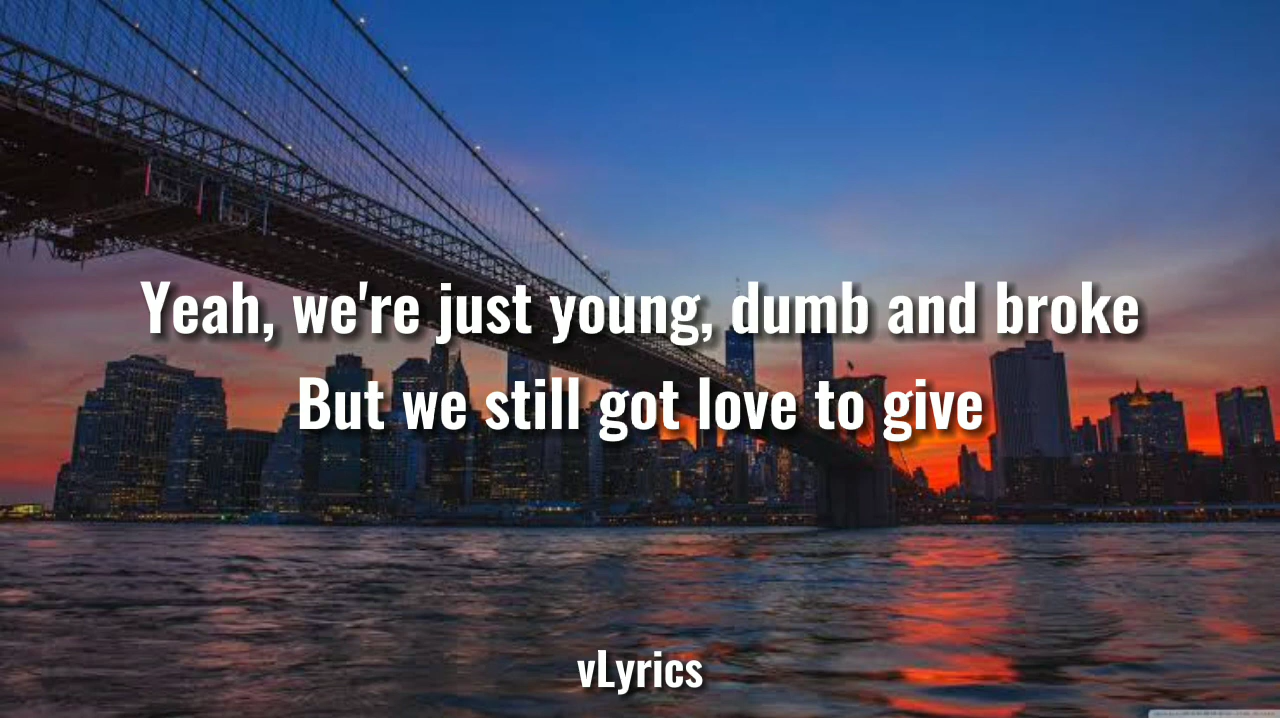 Yeah, we're just young, dumb and broke
But we still got love to give
vLyrics